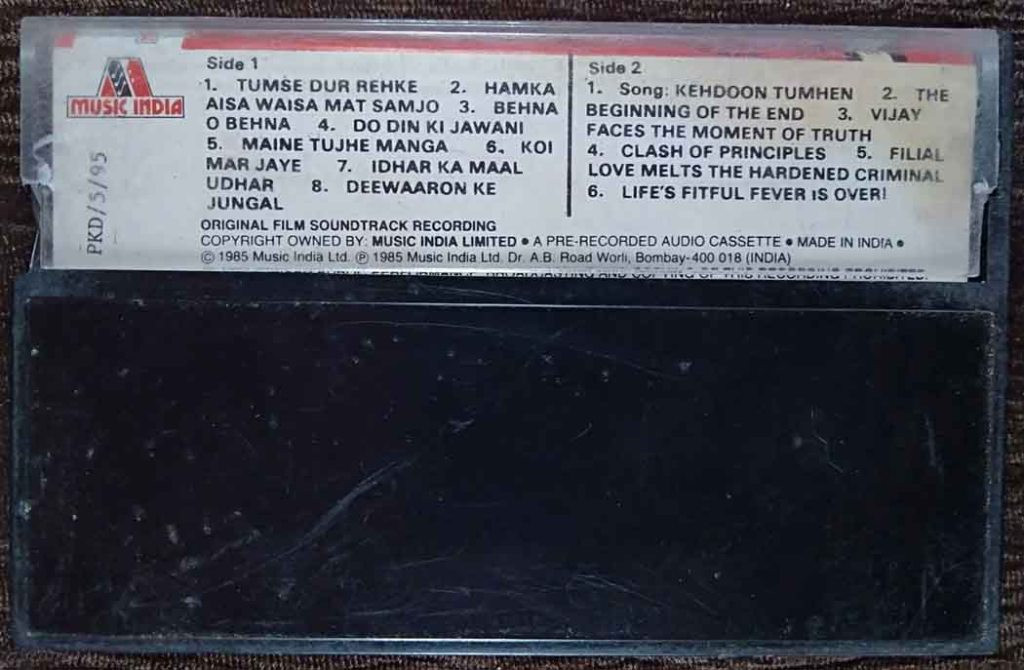 MUSIC INDIA
PKD/5/95
Side 1
1. TUMSE DUR REHKE 2. HAMKA
AISA WAISA MAT SAMJO 3. BEHNA
O BEHNA 4. DO DIN KI JAWANI
5. MAINE TUJHE MANGA 6. KOI
MAR JAYE 7. IDHAR KA MAAL
UDHAR 8. DEEWAARON KE
JUNGAL
Side 2
1. Song: KEHDOON TUMHEN 2. THE
BEGINNING OF THE END 3. VIJAY
FACES THE MOMENT OF TRUTH
4. CLASH OF PRINCIPLES 5. FILIAL
LOVE MELTS THE HARDENED CRIMINAL
6. LIFE'S FITFUL FEVER IS OVER!
ORIGINAL FILM SOUNDTRACK RECORDING
COPYRIGHT OWNED BY: MUSIC INDIA LIMITED • A PRE-RECORDED AUDIO CASSETTE • MADE IN INDIA •
© 1985 Music India Ltd. ℗ 1985 Music India Ltd. Dr. A.B. Road Worli, Bombay-400 018 (INDIA)
OF THIS RECORDING PROHIBITED.